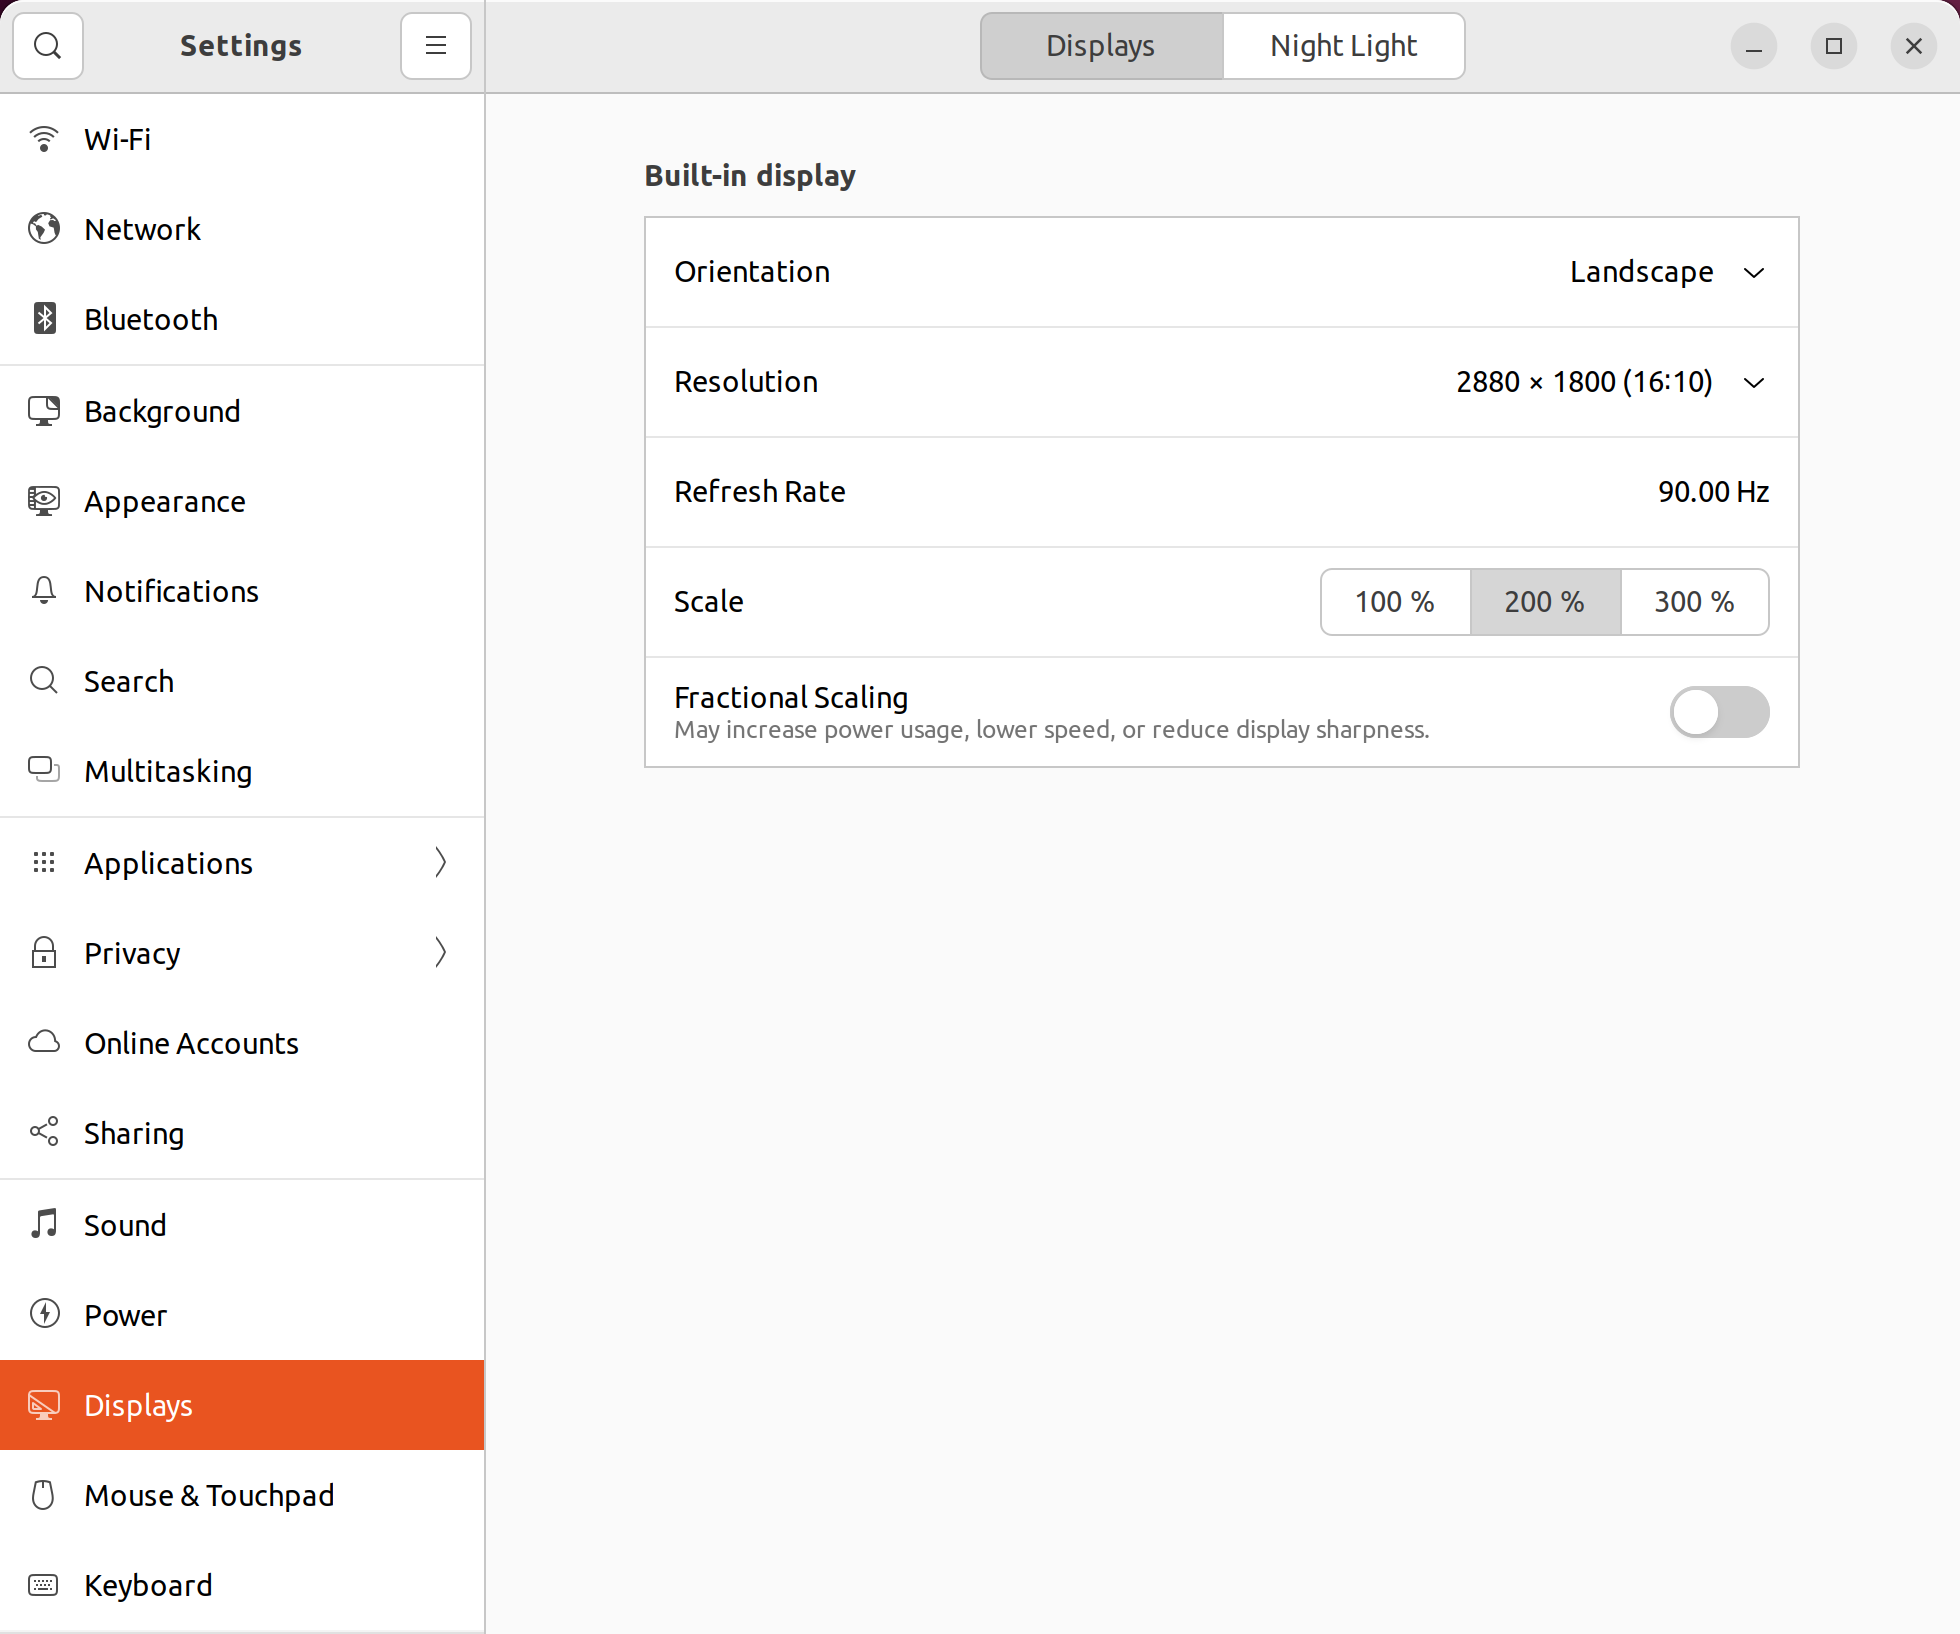 Settings
Displays
Night Light
Wi-Fi
Network
Bluetooth
Background
Appearance
Notifications
Search
Multitasking
Applications
Privacy
Online Accounts
Sharing
Sound
Power
Displays
Mouse & Touchpad
Keyboard
Built-in display
Orientation
Landscape
Resolution
2880 × 1800 (16:10)
Refresh Rate
90.00 Hz
Scale
100 %
200 %
300 %
Fractional Scaling
May increase power usage, lower speed, or reduce display sharpness.